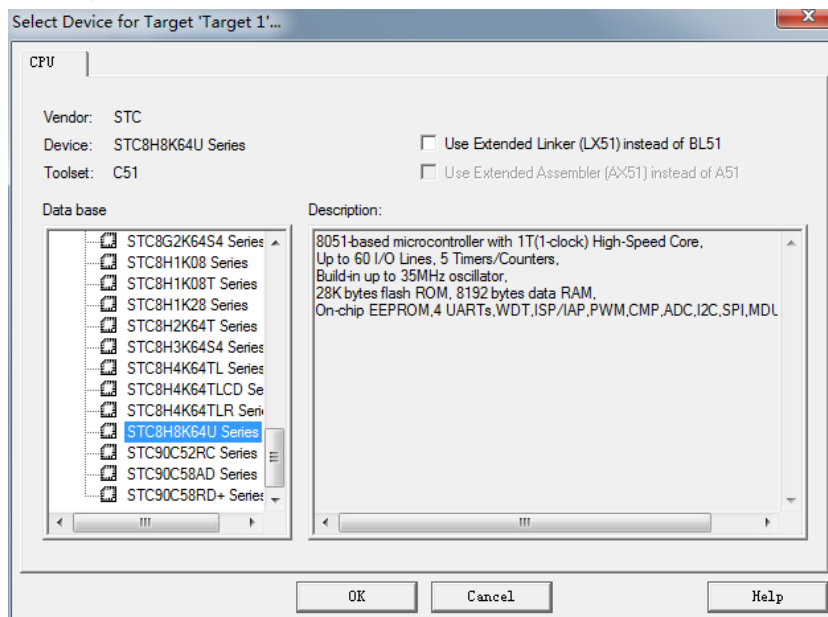 Select Device for Target 'Target 1'...
CPU
Vendor: STC
Device: STC8H8K64U Series
Use Extended Linker (LX51) instead of BL51
Toolset: C51
Use Extended Assembler (AX51) instead of A51
Data base
Description:
STC8G2K64S4 Series
STC8H1K08 Series
STC8H1K08T Series
STC8H1K28 Series
STC8H2K64T Series
STC8H3K64S4 Series
STC8H4K64TL Series
STC8H4K64TLCD Se
STC8H4K64TLR Seri
STC8H8K64U Series
STC90C52RC Series
STC90C58AD Series
STC90C58RD+ Series
8051-based microcontroller with 1T(1-clock) High-Speed Core,
Up to 60 I/O Lines, 5 Timers/Counters,
Build-in up to 35MHz oscillator,
28K bytes flash ROM, 8192 bytes data RAM,
On-chip EEPROM,4 UARTs,WDT,ISP/IAP,PWM,CMP,ADC,I2C,SPI,MDU
OK
Cancel
Help